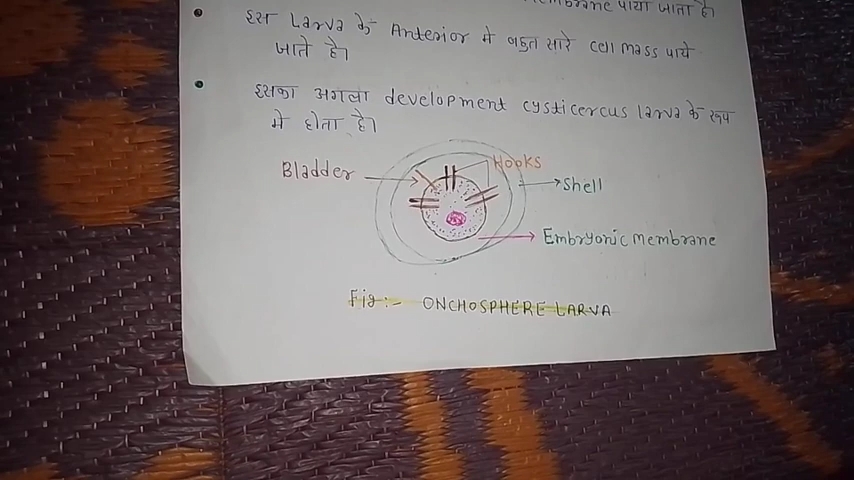 membrane पाया जाता है।
इस Larva के Anterior मे बहुत सारे cell mass पाये
जाते है।
इसका अगला development cysticercus larva के रूप
मे होता है।
Hooks
Bladder
Shell
Embryonic membrane
Fig:- ONCHOSPHERE LARVA